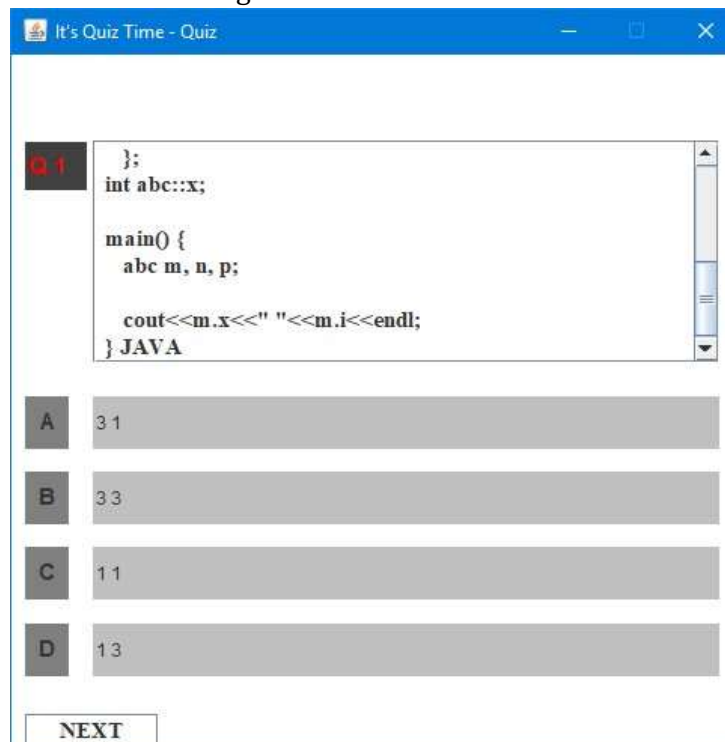 It's Quiz Time - Quiz
Q 1
};
int abc::x;
main() {
abc m, n, p;
cout<<m.x<<" "<<m.i<<endl;
} JAVA
A 3 1
B 3 3
C 1 1
D 1 3
NEXT